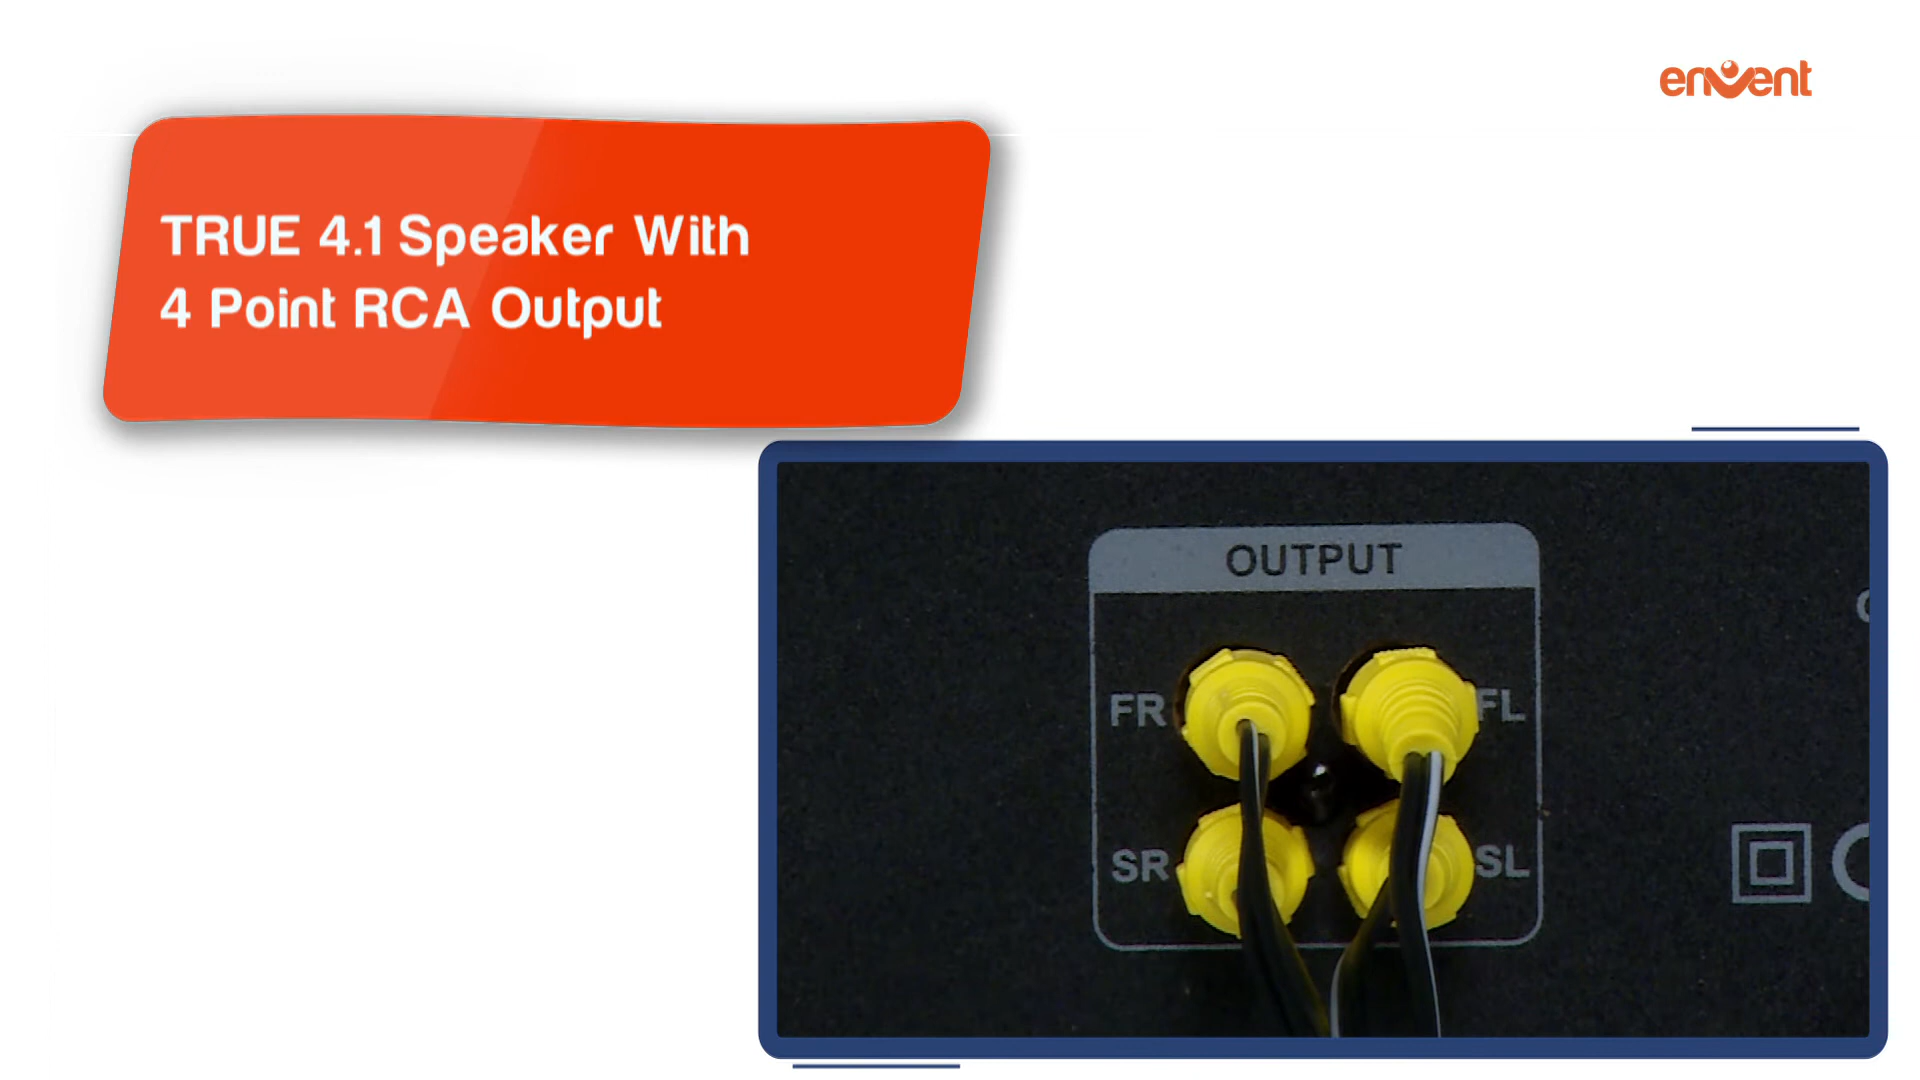 envent
TRUE 4.1 Speaker With
4 Point RCA Output
OUTPUT
FR
FL
SR
SL